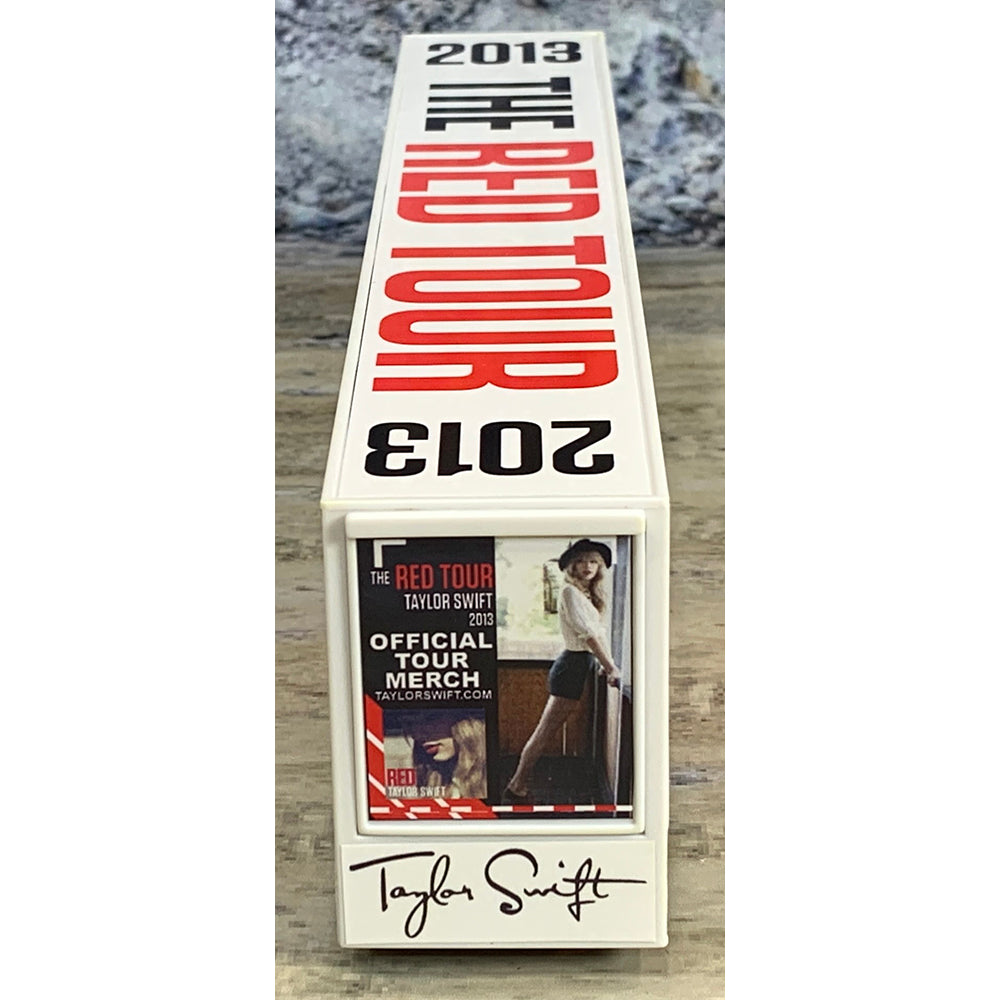 2013
THE
RED
TOUR
2013
THE RED TOUR
TAYLOR SWIFT
2013
OFFICIAL
TOUR
MERCH
TAYLORSWIFT.COM
RED
TAYLOR SWIFT
Taylor Swift